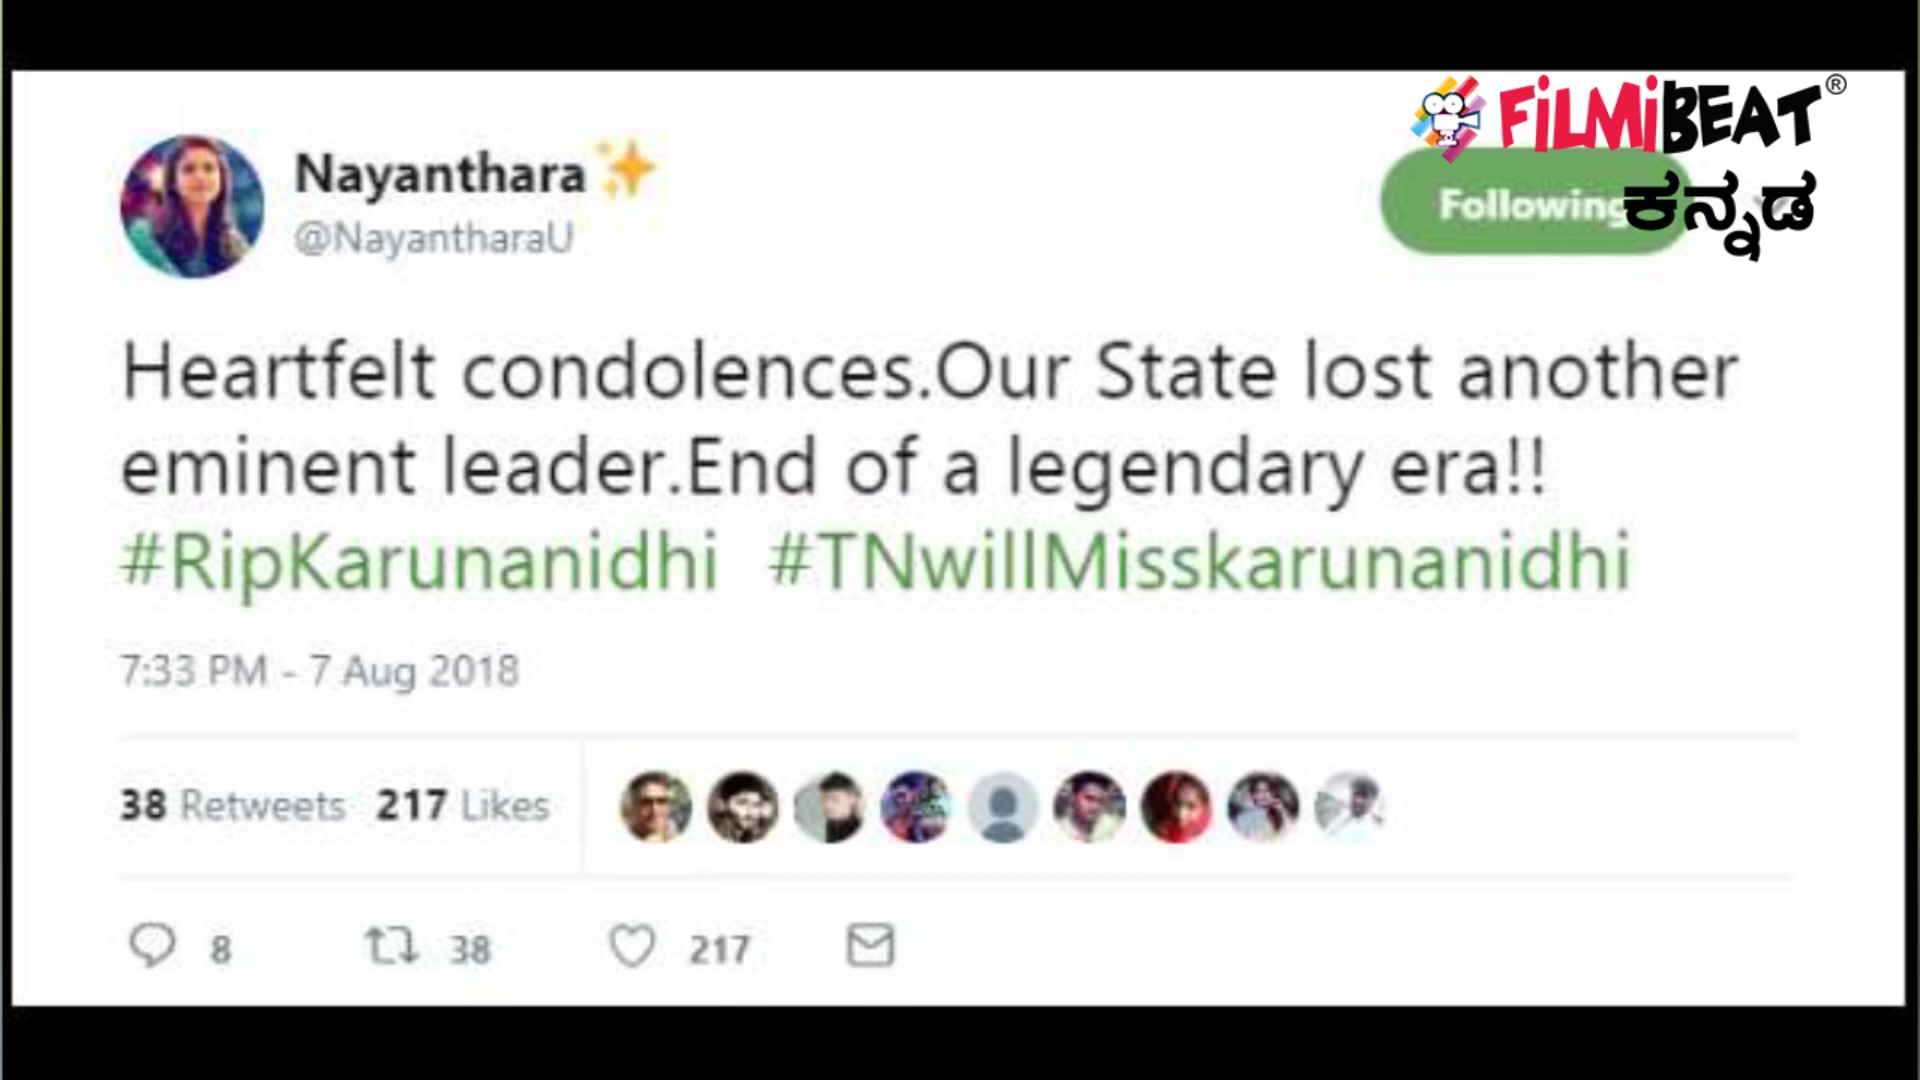 FiLMiBEAT®
ಕನ್ನಡ
Nayanthara
@NayantharaU
Following
Heartfelt condolences.Our State lost another
eminent leader.End of a legendary era!!
#RipKarunanidhi #TNwillMisskarunanidhi
7:33 PM - 7 Aug 2018
38 Retweets 217 Likes
8 38 217